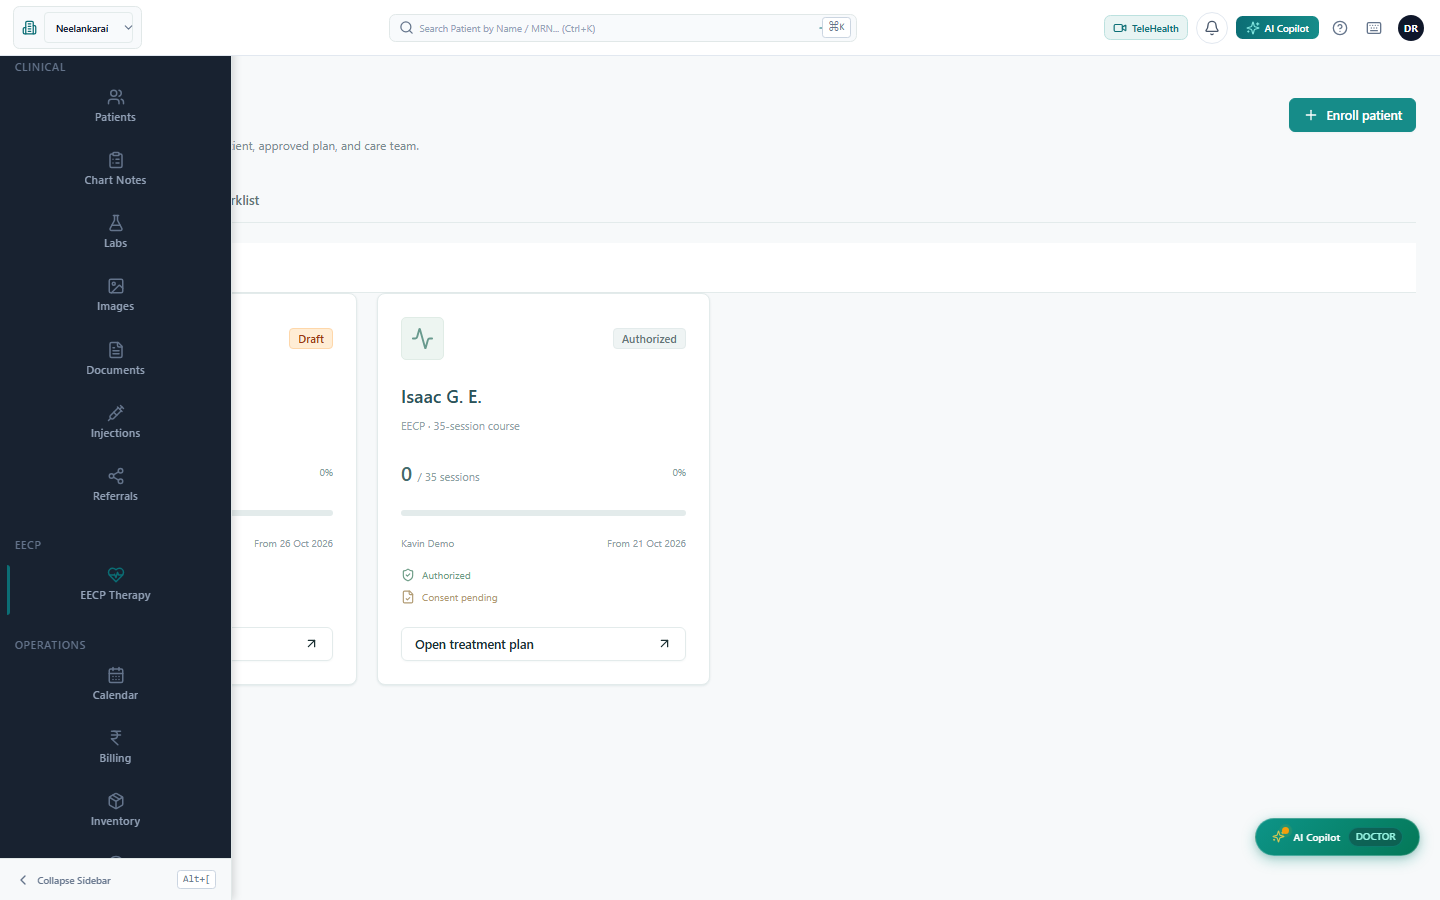 Neelankarai
Search Patient by Name / MRN... (Ctrl+K)
⌘K
TeleHealth
AI Copilot
DR
CLINICAL
Patients
Chart Notes
Labs
Images
Documents
Injections
Referrals
EECP
EECP Therapy
OPERATIONS
Calendar
Billing
Inventory
Collapse Sidebar
Alt+[
Enroll patient
ient, approved plan, and care team.
rklist
Draft
0%
From 26 Oct 2026
Authorized
Isaac G. E.
EECP · 35-session course
0 / 35 sessions
0%
Kavin Demo
From 21 Oct 2026
Authorized
Consent pending
Open treatment plan
AI Copilot
DOCTOR